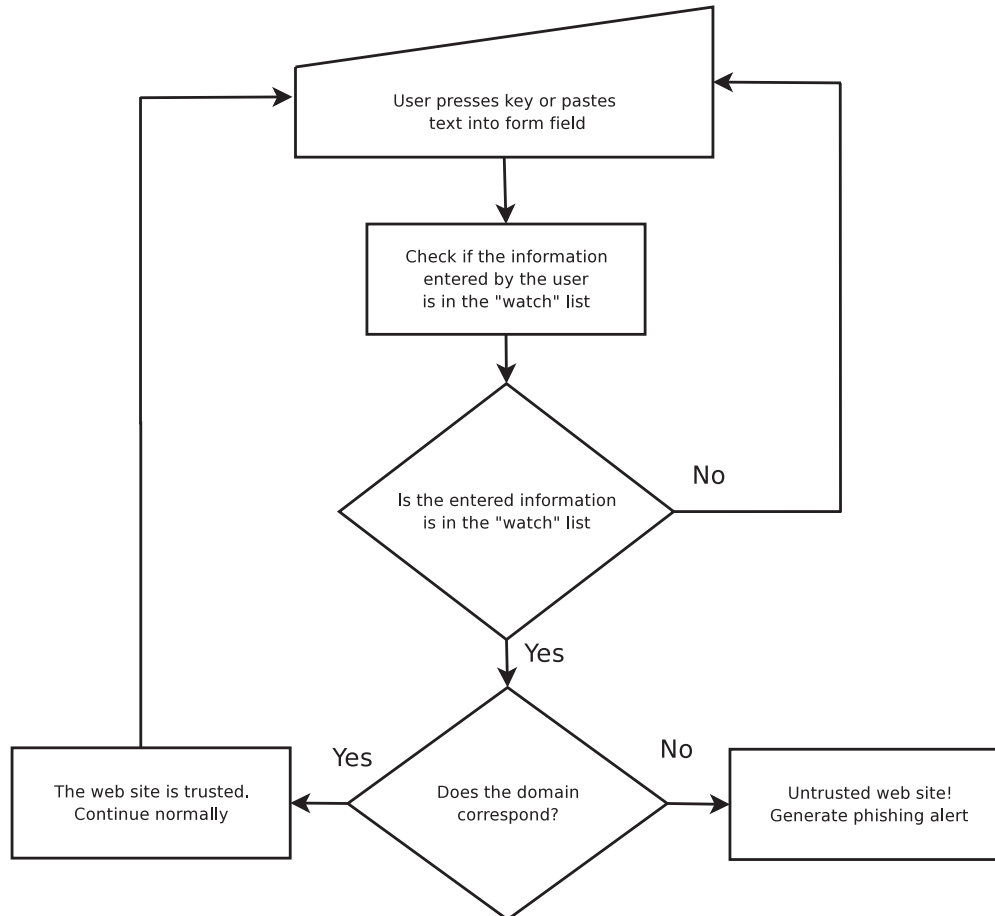 User presses key or pastes
text into form field
Check if the information
entered by the user
is in the "watch" list
Is the entered information
is in the "watch" list
No
Yes
Does the domain
correspond?
Yes
No
The web site is trusted.
Continue normally
Untrusted web site!
Generate phishing alert